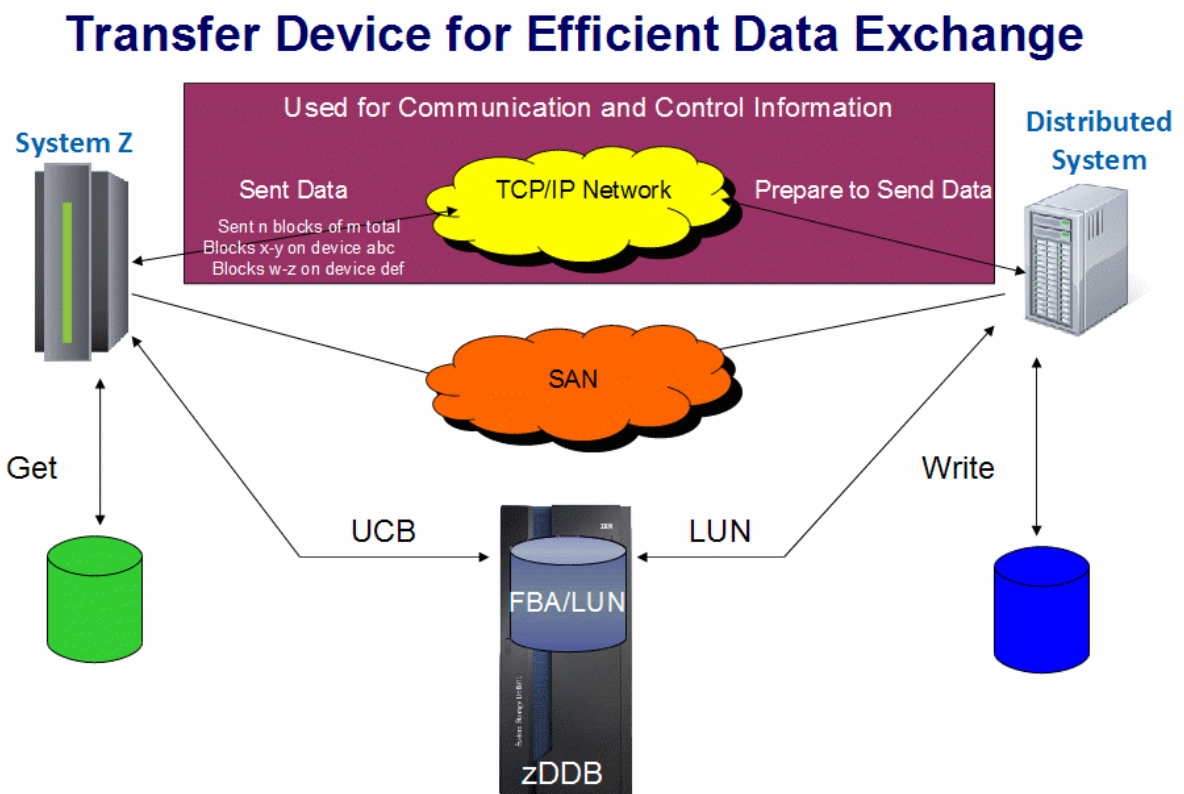 Transfer Device for Efficient Data Exchange
Used for Communication and Control Information
System Z
Distributed
System
Sent Data
TCP/IP Network
Prepare to Send Data
Sent n blocks of m total
Blocks x-y on device abc
Blocks w-z on device def
SAN
Get
Write
UCB
LUN
IBM
FBA/LUN
zDDB